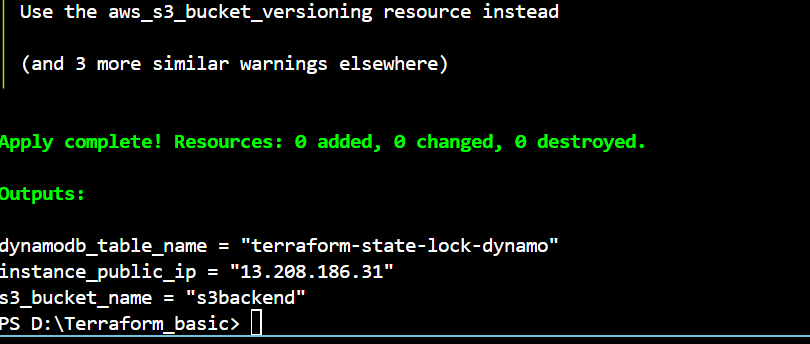 Use the aws_s3_bucket_versioning resource instead
(and 3 more similar warnings elsewhere)
Apply complete! Resources: 0 added, 0 changed, 0 destroyed.
Outputs:
dynamodb_table_name = "terraform-state-lock-dynamo"
instance_public_ip = "13.208.186.31"
s3_bucket_name = "s3backend"
PS D:\Terraform_basic>